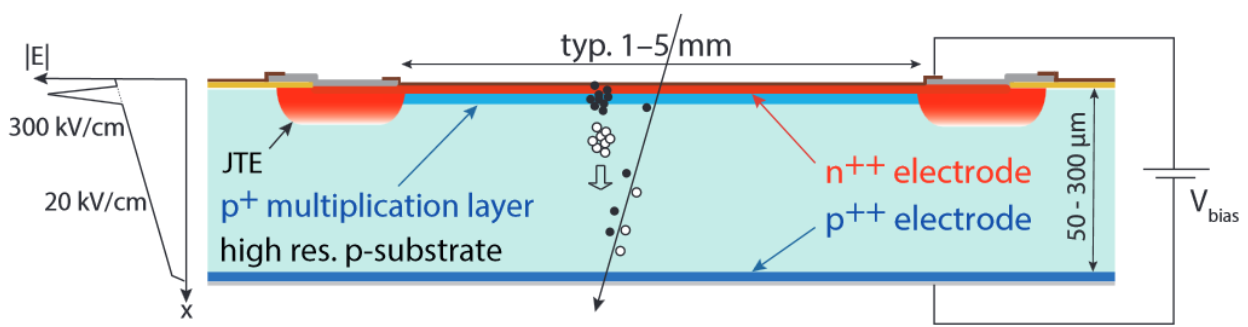 |E|
typ. 1–5 mm
300 kV/cm
JTE
n++ electrode
20 kV/cm
p+ multiplication layer
p++ electrode
high res. p-substrate
50 - 300 µm
Vbias
x